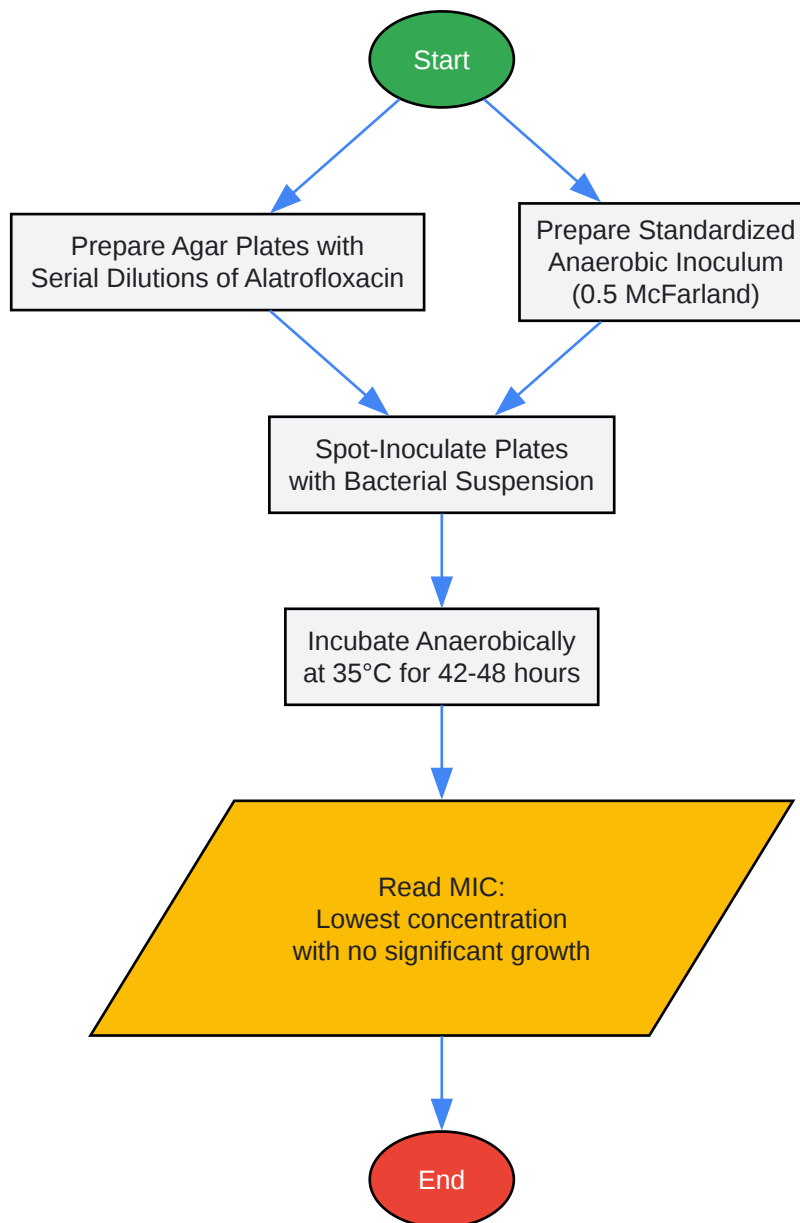 Start
Prepare Agar Plates with
Serial Dilutions of Alatrofloxacin
Prepare Standardized
Anaerobic Inoculum
(0.5 McFarland)
Spot-Inoculate Plates
with Bacterial Suspension
Incubate Anaerobically
at 35°C for 42-48 hours
Read MIC:
Lowest concentration
with no significant growth
End